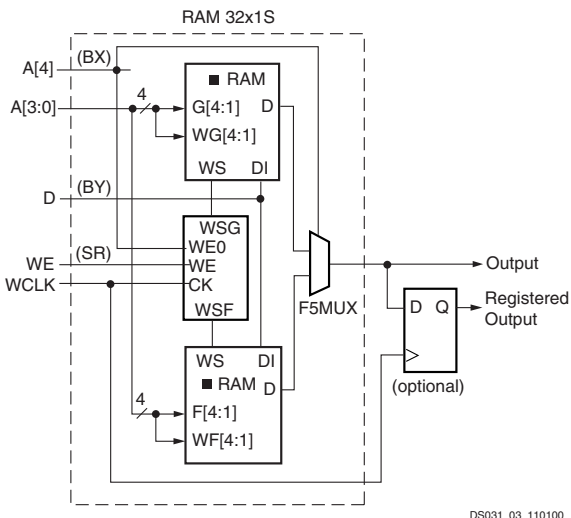 RAM 32x1S
A[4] (BX)
A[3:0]
4
■ RAM
G[4:1] D
WG[4:1]
WS DI
D (BY)
WSG
WE0
WE (SR) WE
WCLK CK
WSF
F5MUX
Output
D Q Registered
Output
(optional)
WS DI
■ RAM D
4
F[4:1]
WF[4:1]
DS031_03_110100